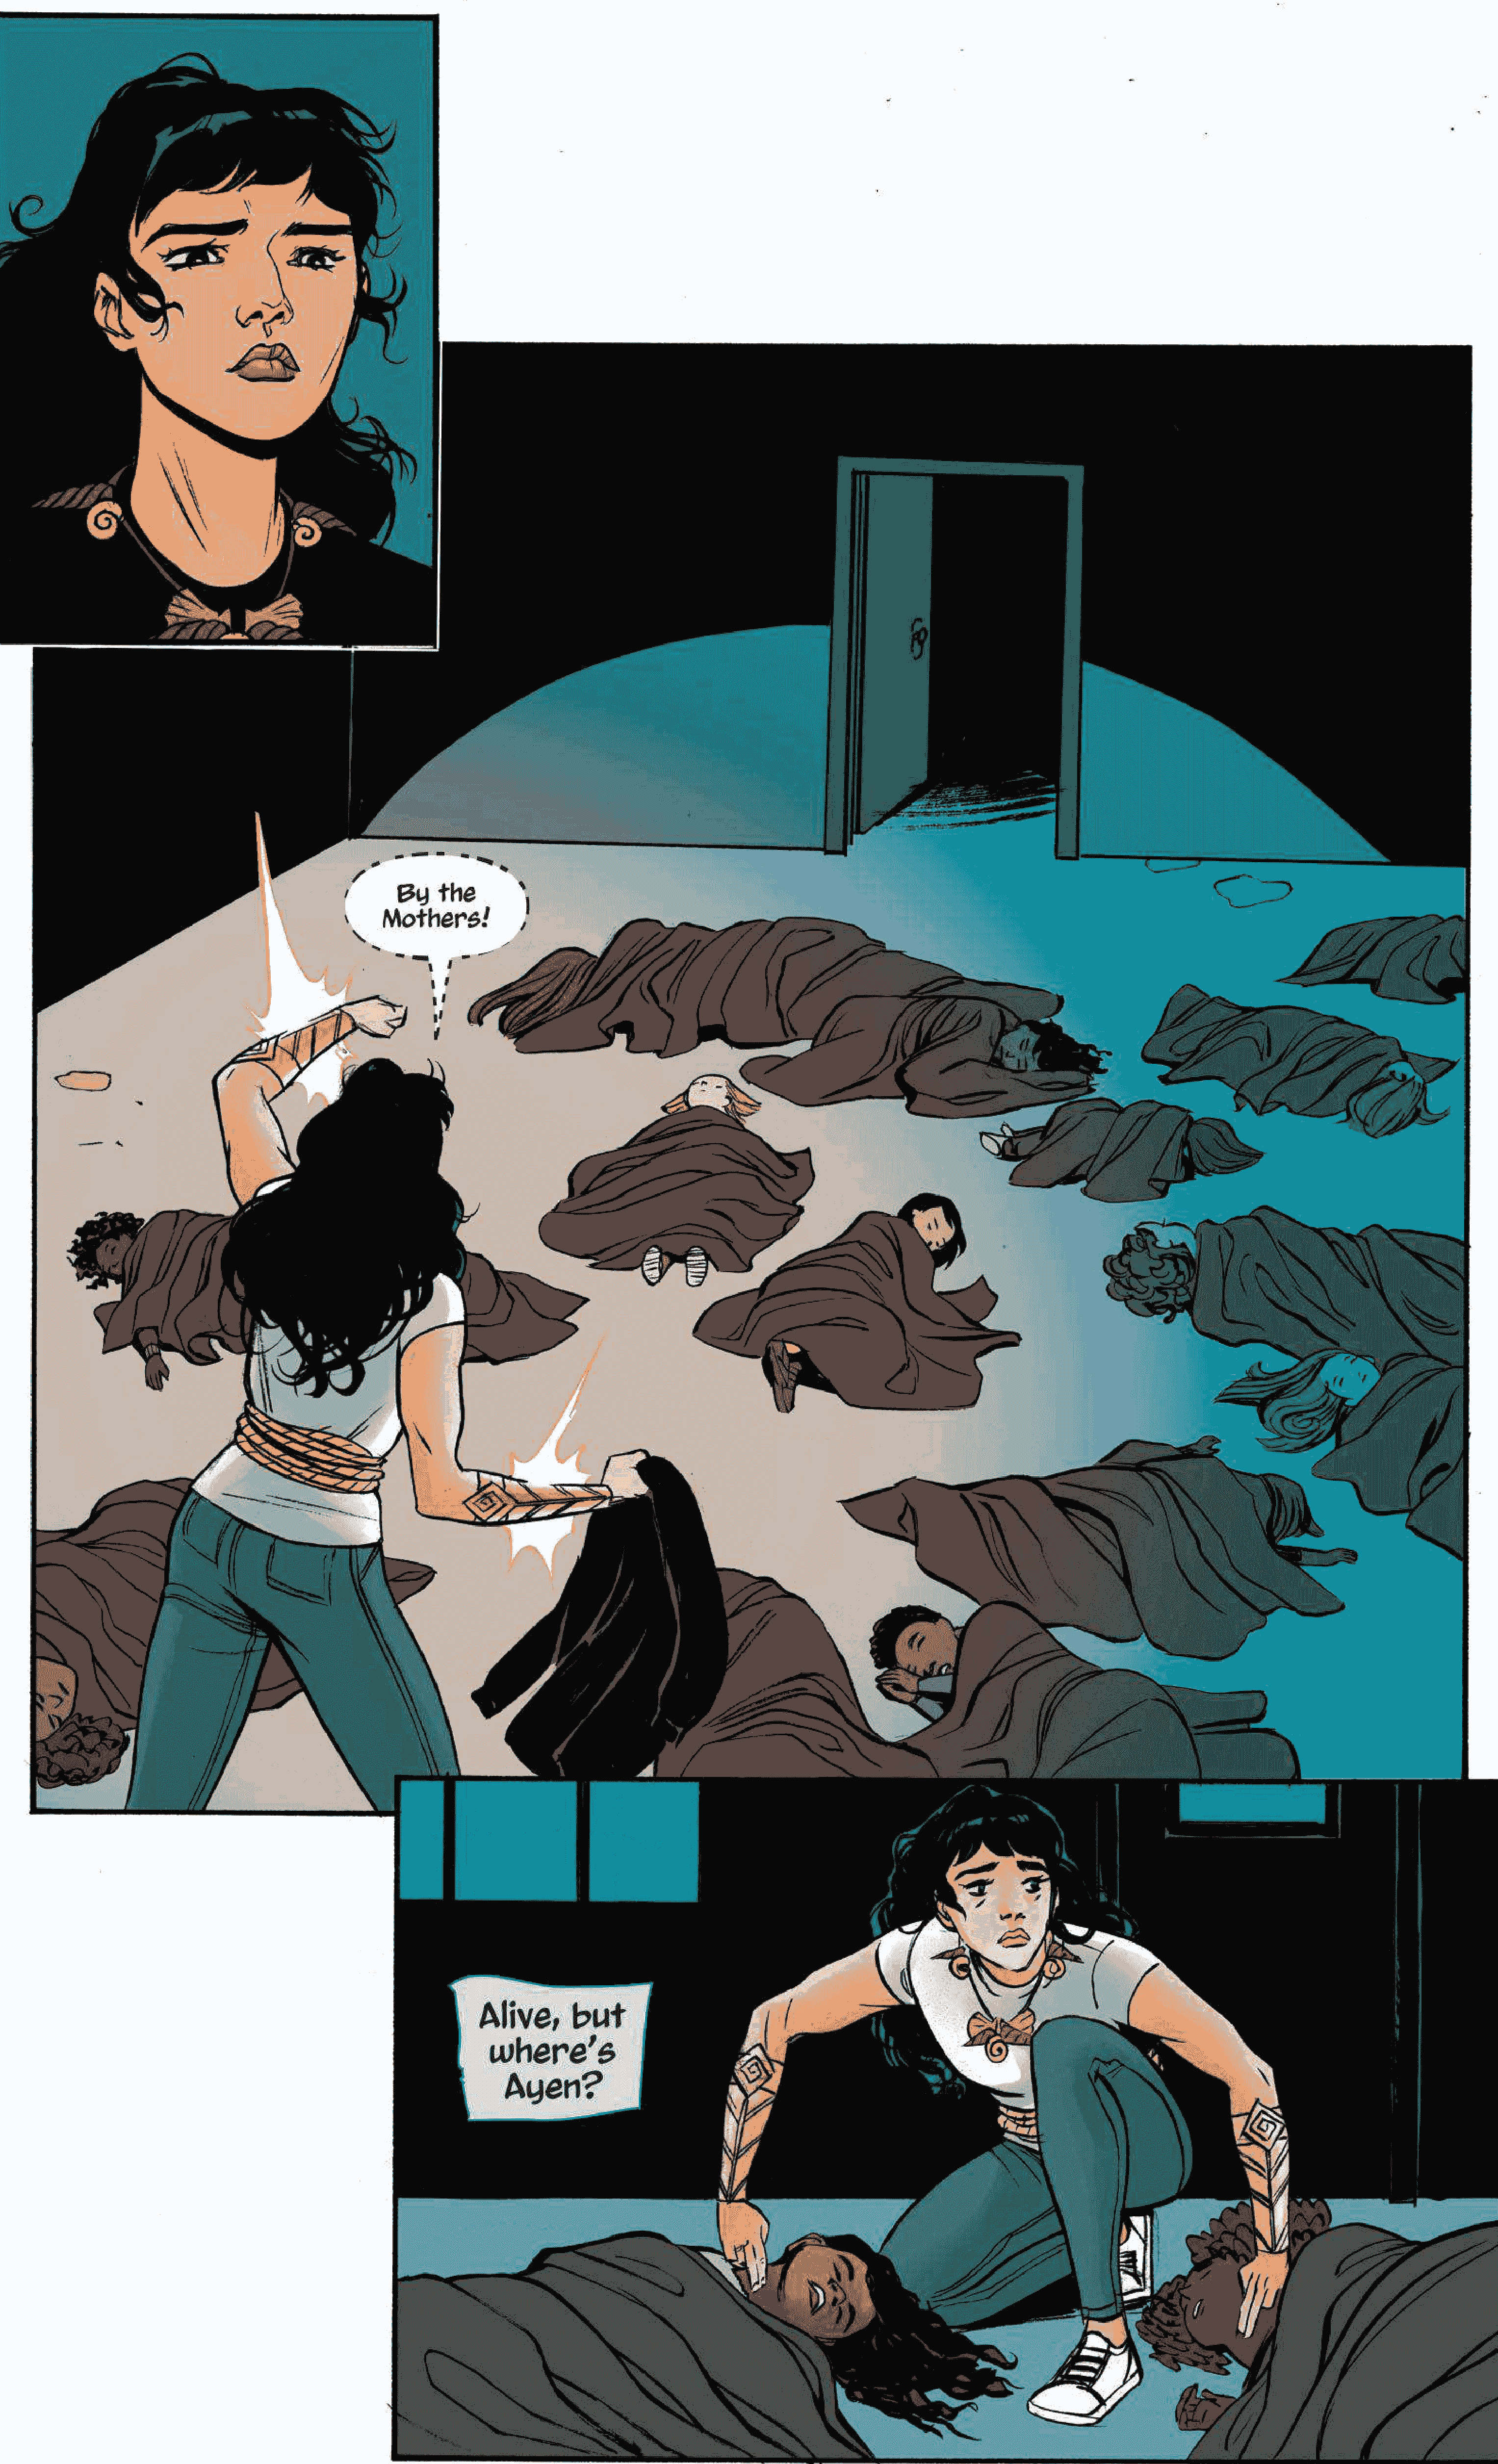 By the
Mothers!
Alive, but
where's
Ayen?